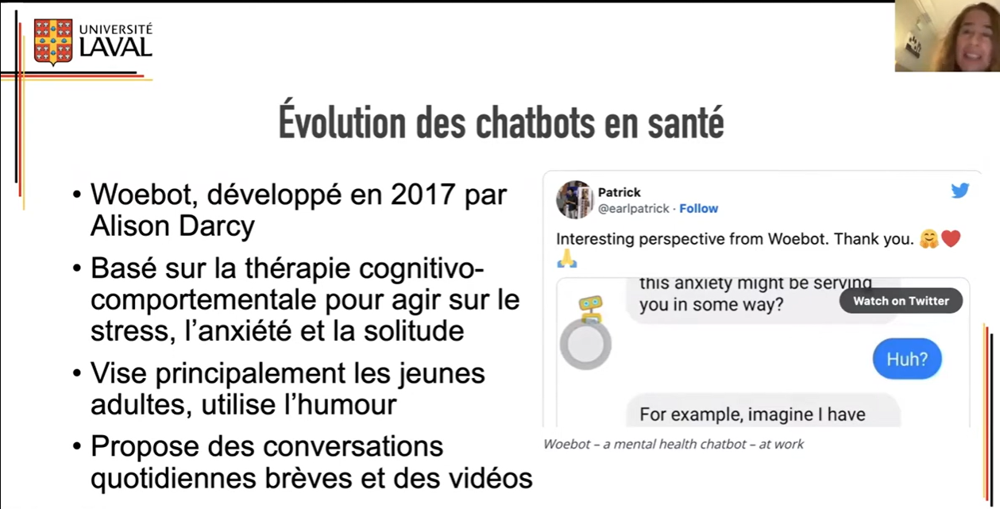 UNIVERSITÉ
LAVAL
Évolution des chatbots en santé
• Woebot, développé en 2017 par
Alison Darcy
• Basé sur la thérapie cognitivo-
comportementale pour agir sur le
stress, l’anxiété et la solitude
• Vise principalement les jeunes
adultes, utilise l’humour
• Propose des conversations
quotidiennes brèves et des vidéos
Patrick
@earlpatrick · Follow
Interesting perspective from Woebot. Thank you. 🤗❤️
🙏
this anxiety might be serving
you in some way?
Watch on Twitter
Huh?
For example, imagine I have
Woebot – a mental health chatbot – at work